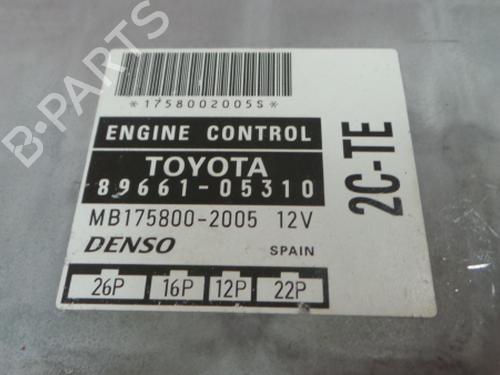 *1758002005S*
ENGINE CONTROL
TOYOTA
89661-05310
MB175800-2005 12V
DENSO SPAIN
26P 16P 12P 22P
2C-TE
B-PARTS